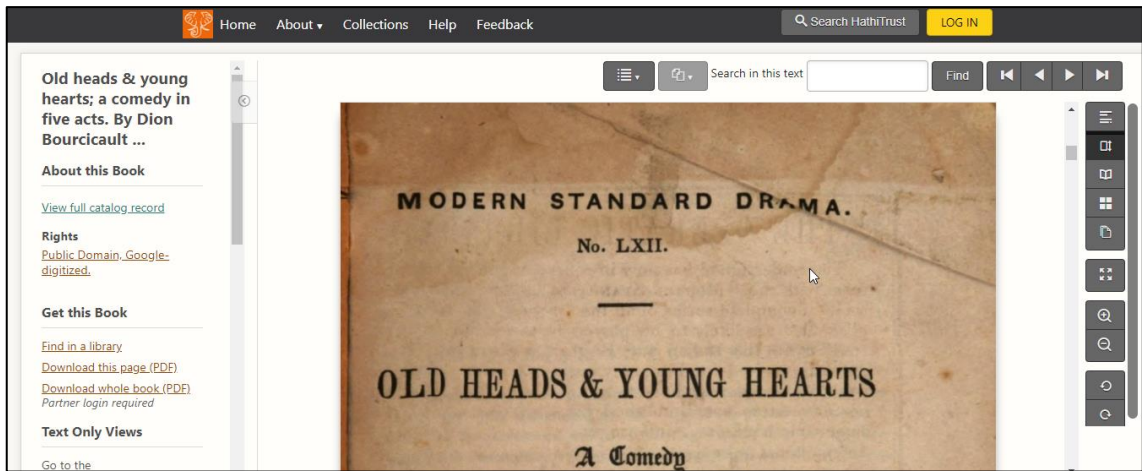 Home About Collections Help Feedback Search HathiTrust LOG IN
Old heads & young
hearts; a comedy in
five acts. By Dion
Bourcicault ...
About this Book
View full catalog record
Rights
Public Domain, Google-
digitized.
Get this Book
Find in a library
Download this page (PDF)
Download whole book (PDF)
Partner login required
Text Only Views
Go to the
Search in this text Find
MODERN STANDARD DRAMA.
No. LXII.
OLD HEADS & YOUNG HEARTS
A Comedy